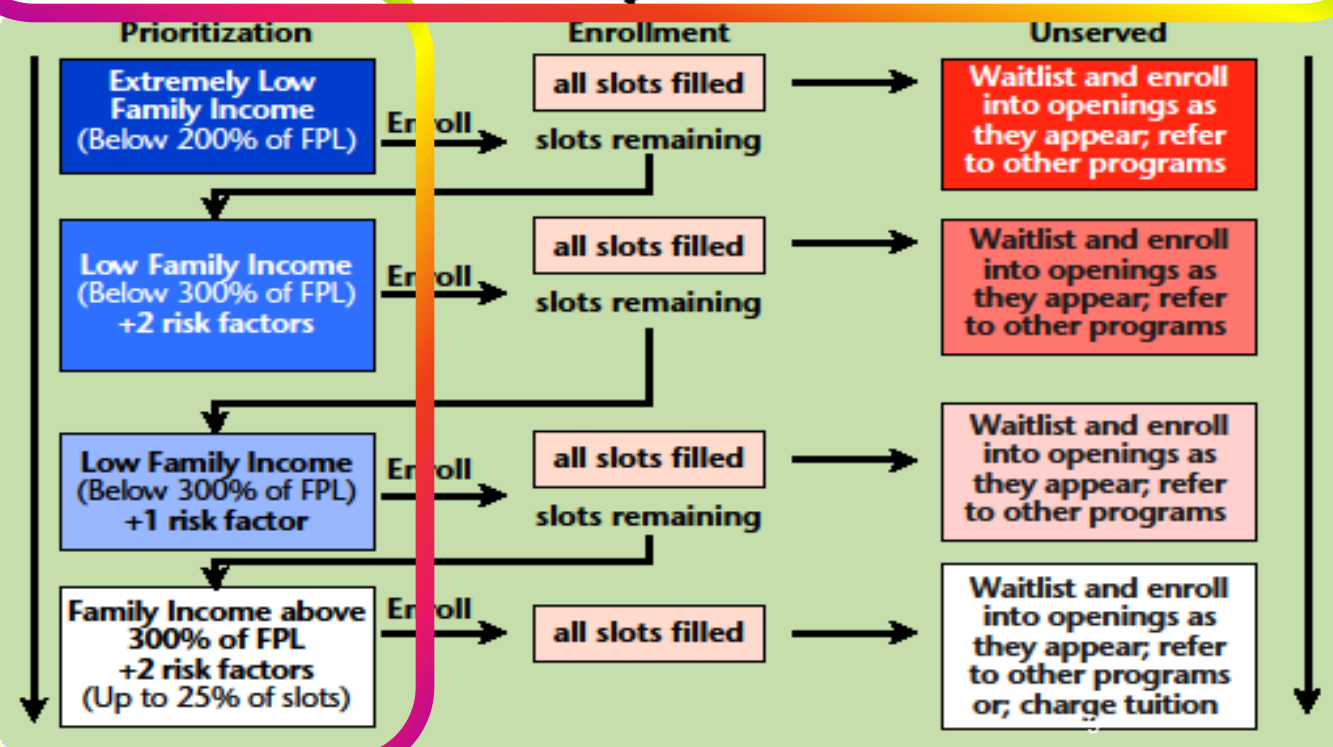 Prioritization
Enrollment
Unserved
Extremely Low
Family Income
(Below 200% of FPL)
Enroll
all slots filled
slots remaining
Waitlist and enroll
into openings as
they appear; refer
to other programs
Low Family Income
(Below 300% of FPL)
+2 risk factors
Enroll
all slots filled
slots remaining
Waitlist and enroll
into openings as
they appear; refer
to other programs
Low Family Income
(Below 300% of FPL)
+1 risk factor
Enroll
all slots filled
slots remaining
Waitlist and enroll
into openings as
they appear; refer
to other programs
Family Income above
300% of FPL
+2 risk factors
(Up to 25% of slots)
Enroll
all slots filled
Waitlist and enroll
into openings as
they appear; refer
to other programs
or; charge tuition